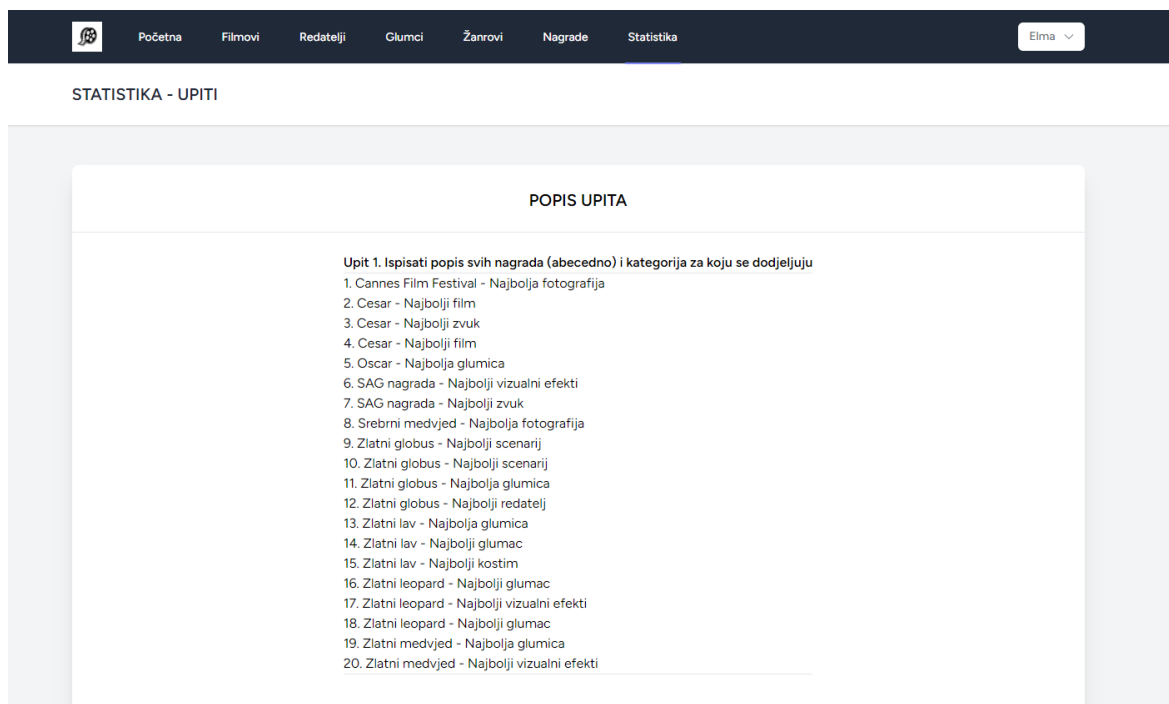 Početna Filmovi Redatelji Glumci Žanrovi Nagrade Statistika Elma
STATISTIKA - UPITI
POPIS UPITA
Upit 1. Ispisati popis svih nagrada (abecedno) i kategorija za koju se dodjeljuju
1. Cannes Film Festival - Najbolja fotografija
2. Cesar - Najbolji film
3. Cesar - Najbolji zvuk
4. Cesar - Najbolji film
5. Oscar - Najbolja glumica
6. SAG nagrada - Najbolji vizualni efekti
7. SAG nagrada - Najbolji zvuk
8. Srebrni medvjed - Najbolja fotografija
9. Zlatni globus - Najbolji scenarij
10. Zlatni globus - Najbolji scenarij
11. Zlatni globus - Najbolja glumica
12. Zlatni globus - Najbolji redatelj
13. Zlatni lav - Najbolja glumica
14. Zlatni lav - Najbolji glumac
15. Zlatni lav - Najbolji kostim
16. Zlatni leopard - Najbolji glumac
17. Zlatni leopard - Najbolji vizualni efekti
18. Zlatni leopard - Najbolji glumac
19. Zlatni medvjed - Najbolja glumica
20. Zlatni medvjed - Najbolji vizualni efekti